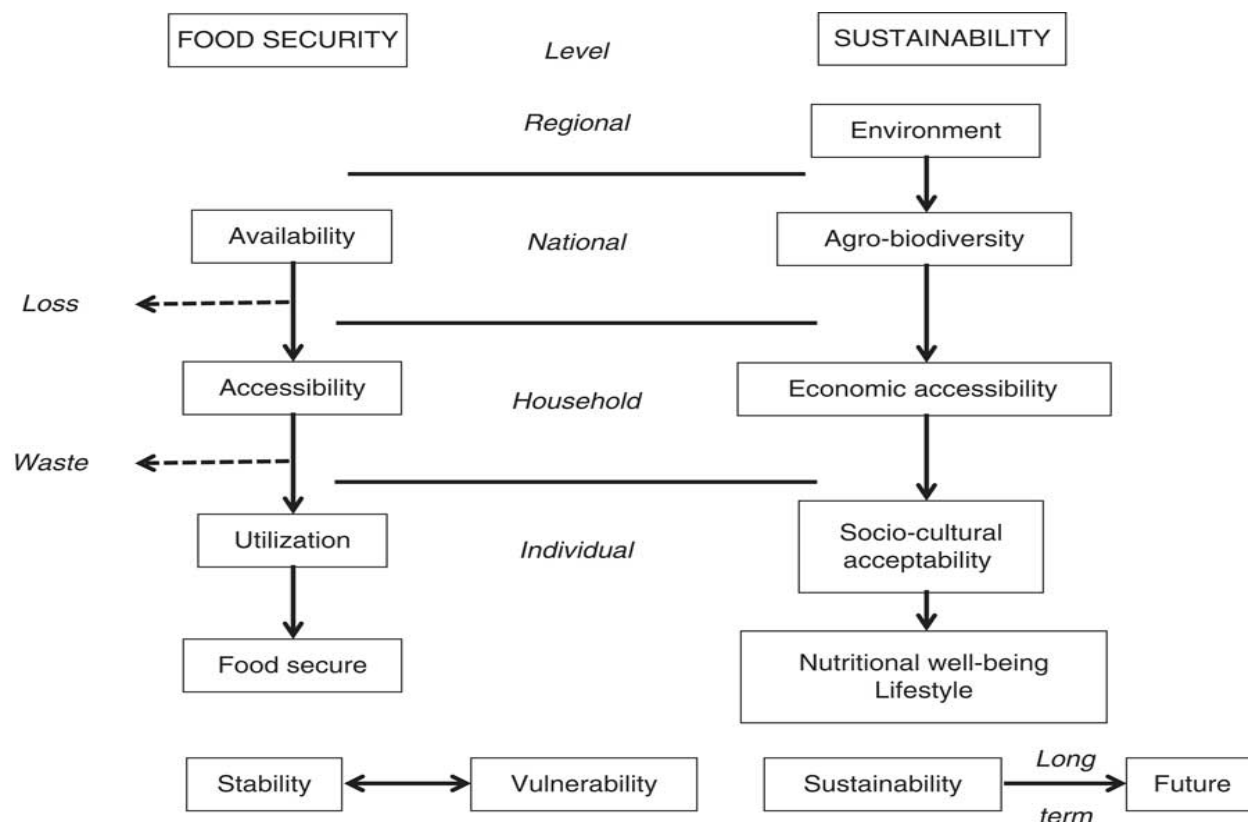 FOOD SECURITY
Level
SUSTAINABILITY
Regional
Environment
Availability
National
Agro-biodiversity
Loss
Accessibility
Household
Economic accessibility
Waste
Utilization
Individual
Socio-cultural
acceptability
Food secure
Nutritional well-being
Lifestyle
Stability
Vulnerability
Sustainability
Long
term
Future